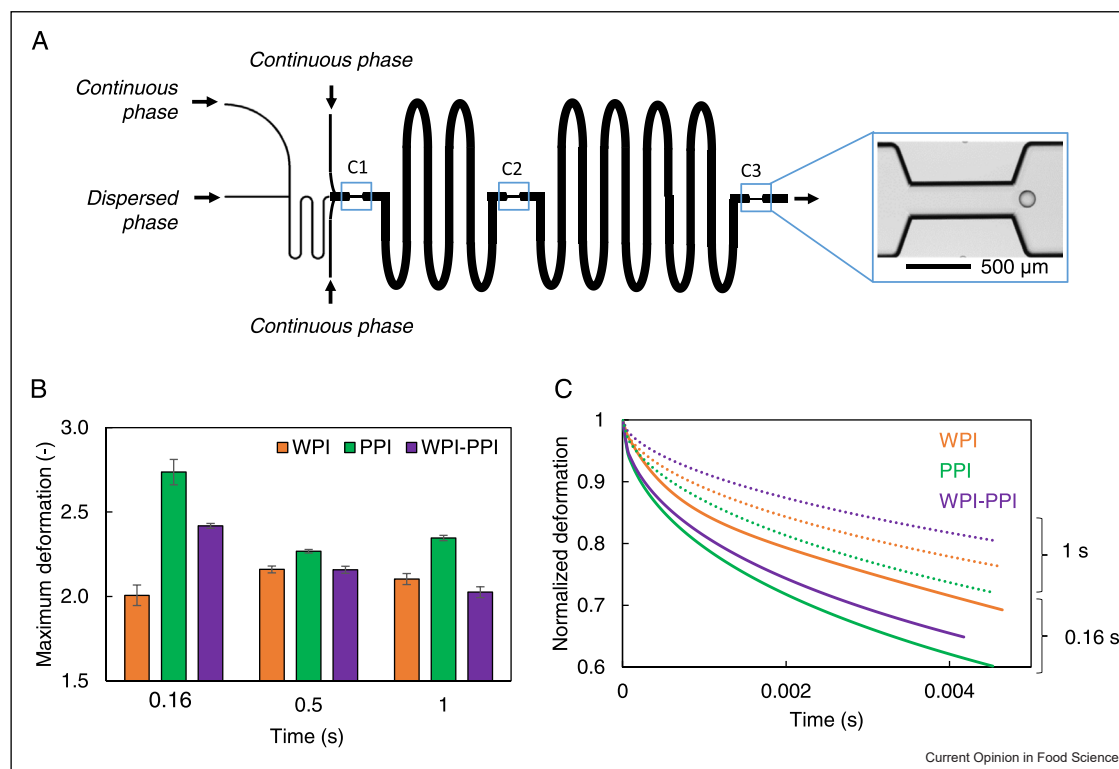 A
Continuous phase
Continuous
phase
Dispersed
phase
Continuous phase
C1
C2
C3
500 µm
B
Maximum deformation (-)
3.0
2.5
2.0
1.5
WPI
PPI
WPI-PPI
0.16
0.5
1
Time (s)
C
Normalized deformation
1
0.9
0.8
0.7
0.6
WPI
PPI
WPI-PPI
1 s
0.16 s
0
0.002
0.004
Time (s)
Current Opinion in Food Science